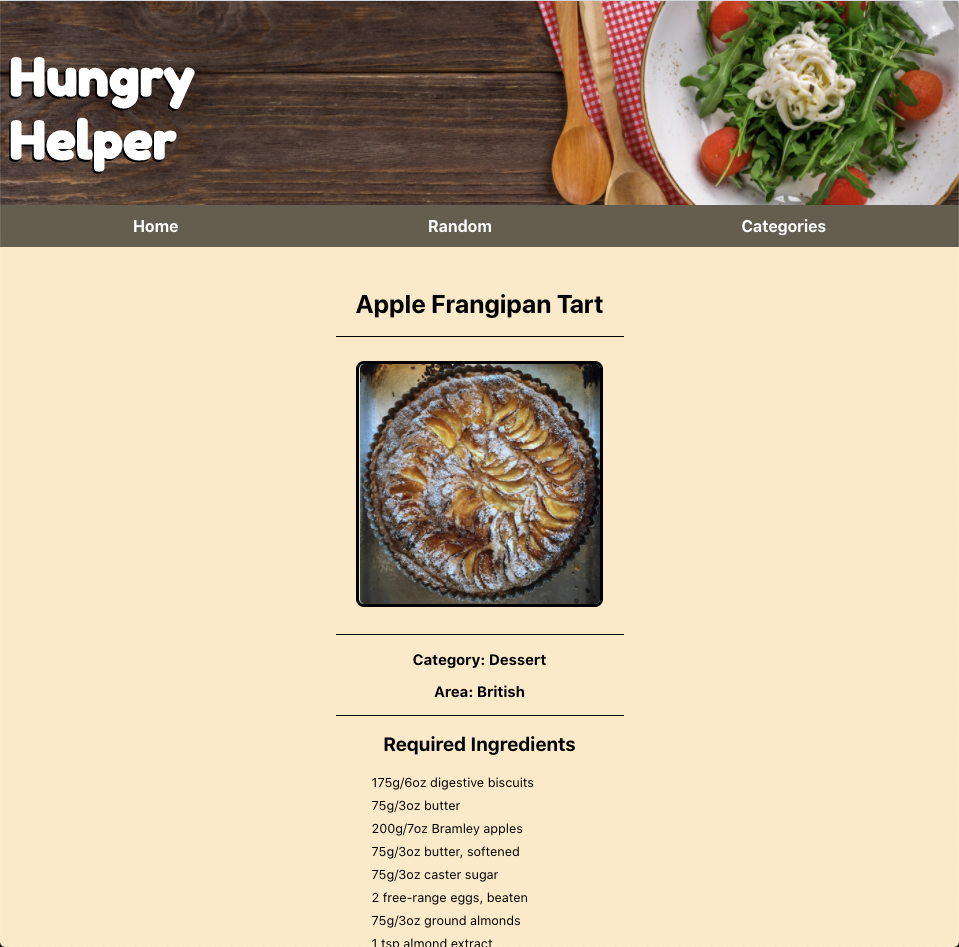 Hungry
Helper
Home Random Categories
Apple Frangipan Tart
Category: Dessert
Area: British
Required Ingredients
175g/6oz digestive biscuits
75g/3oz butter
200g/7oz Bramley apples
75g/3oz butter, softened
75g/3oz caster sugar
2 free-range eggs, beaten
75g/3oz ground almonds
1 tsp almond extract